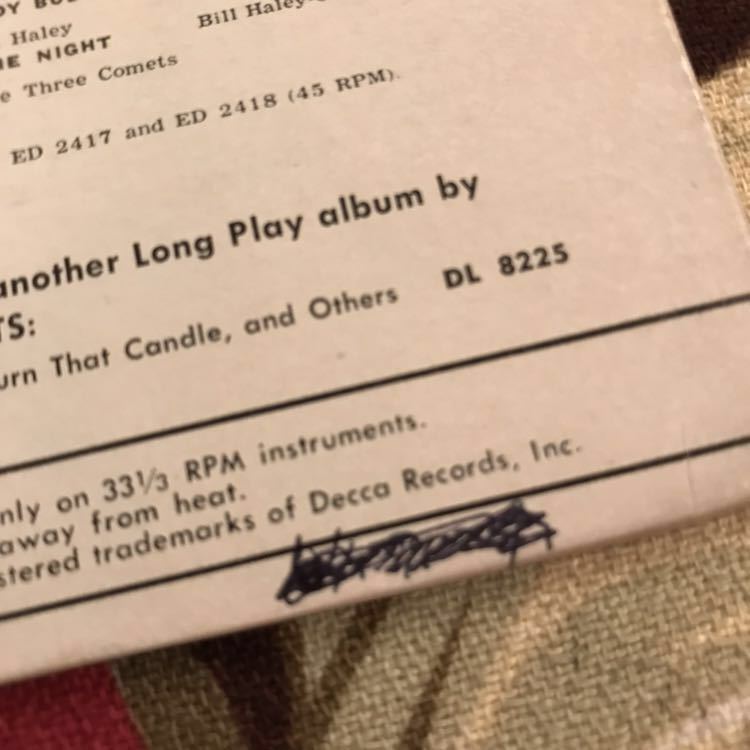 Haley
Bill Haley
E NIGHT
e Three Comets
ED 2417 and ED 2418 (45 RPM).
another Long Play album by
TS:
urn That Candle, and Others DL 8225
nly on 33⅓ RPM instruments.
away from heat.
stered trademarks of Decca Records, Inc.